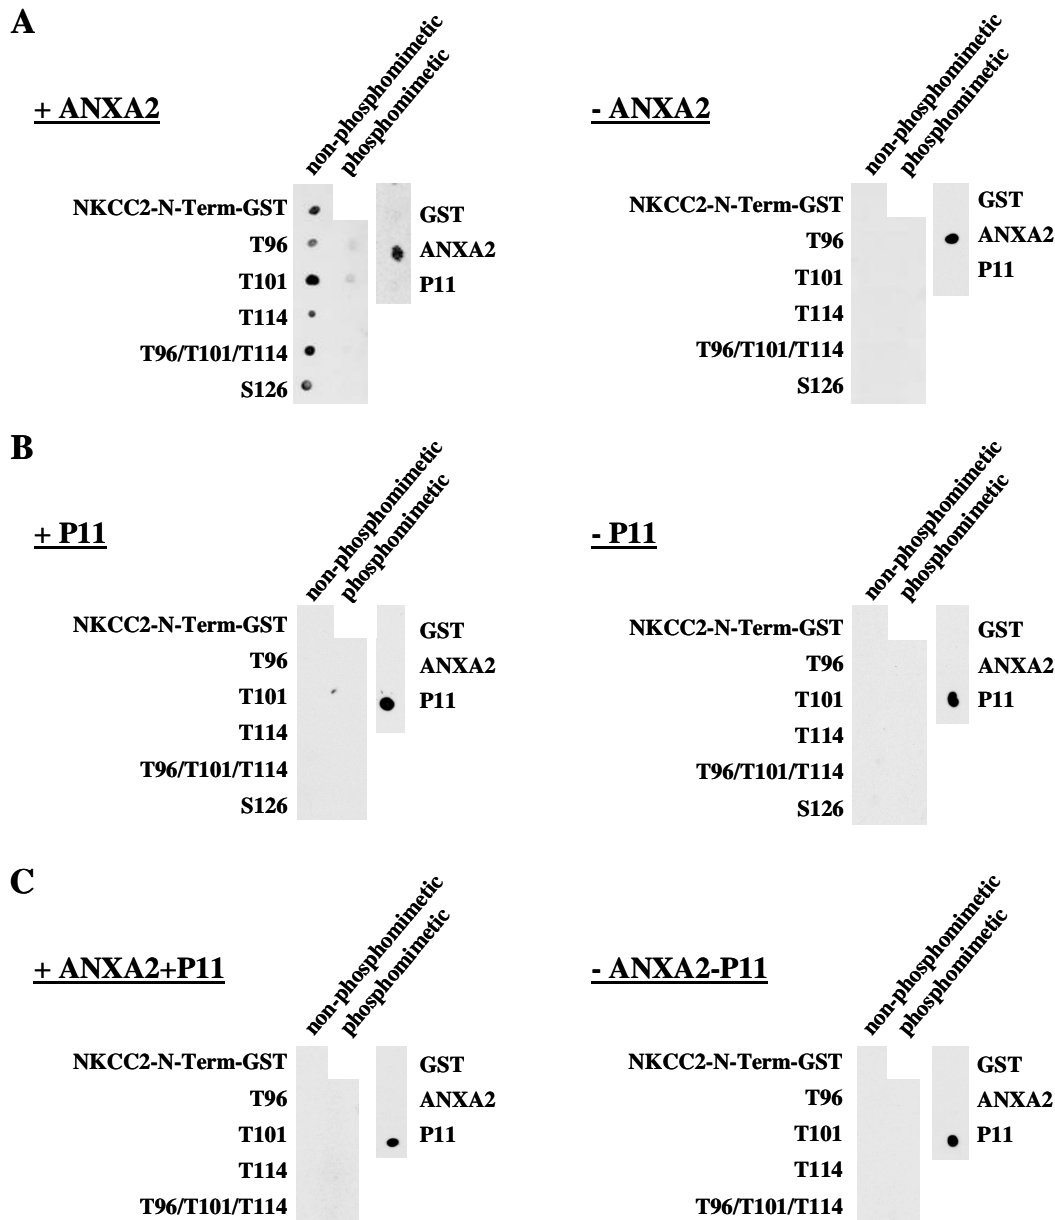 A
+ ANXA2
non-phosphomimetic
phosphomimetic
NKCC2-N-Term-GST
T96
T101
T114
T96/T101/T114
S126
GST
ANXA2
P11
- ANXA2
non-phosphomimetic
phosphomimetic
NKCC2-N-Term-GST
T96
T101
T114
T96/T101/T114
S126
GST
ANXA2
P11
B
+ P11
non-phosphomimetic
phosphomimetic
NKCC2-N-Term-GST
T96
T101
T114
T96/T101/T114
S126
GST
ANXA2
P11
- P11
non-phosphomimetic
phosphomimetic
NKCC2-N-Term-GST
T96
T101
T114
T96/T101/T114
S126
GST
ANXA2
P11
C
+ ANXA2+P11
non-phosphomimetic
phosphomimetic
NKCC2-N-Term-GST
T96
T101
T114
T96/T101/T114
GST
ANXA2
P11
- ANXA2-P11
non-phosphomimetic
phosphomimetic
NKCC2-N-Term-GST
T96
T101
T114
T96/T101/T114
GST
ANXA2
P11